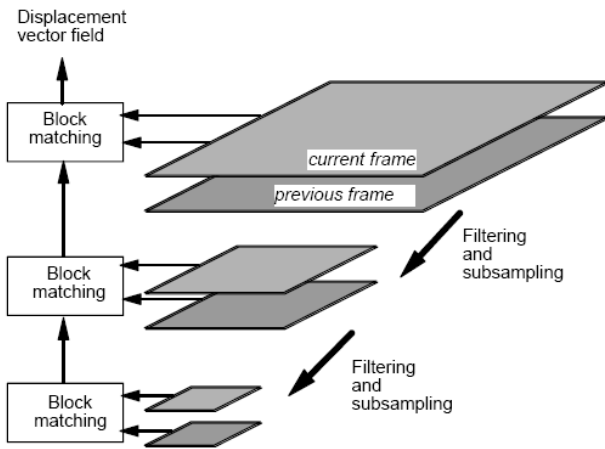 Displacement
vector field
Block
matching
current frame
previous frame
Filtering
and
subsampling
Block
matching
Filtering
and
subsampling
Block
matching